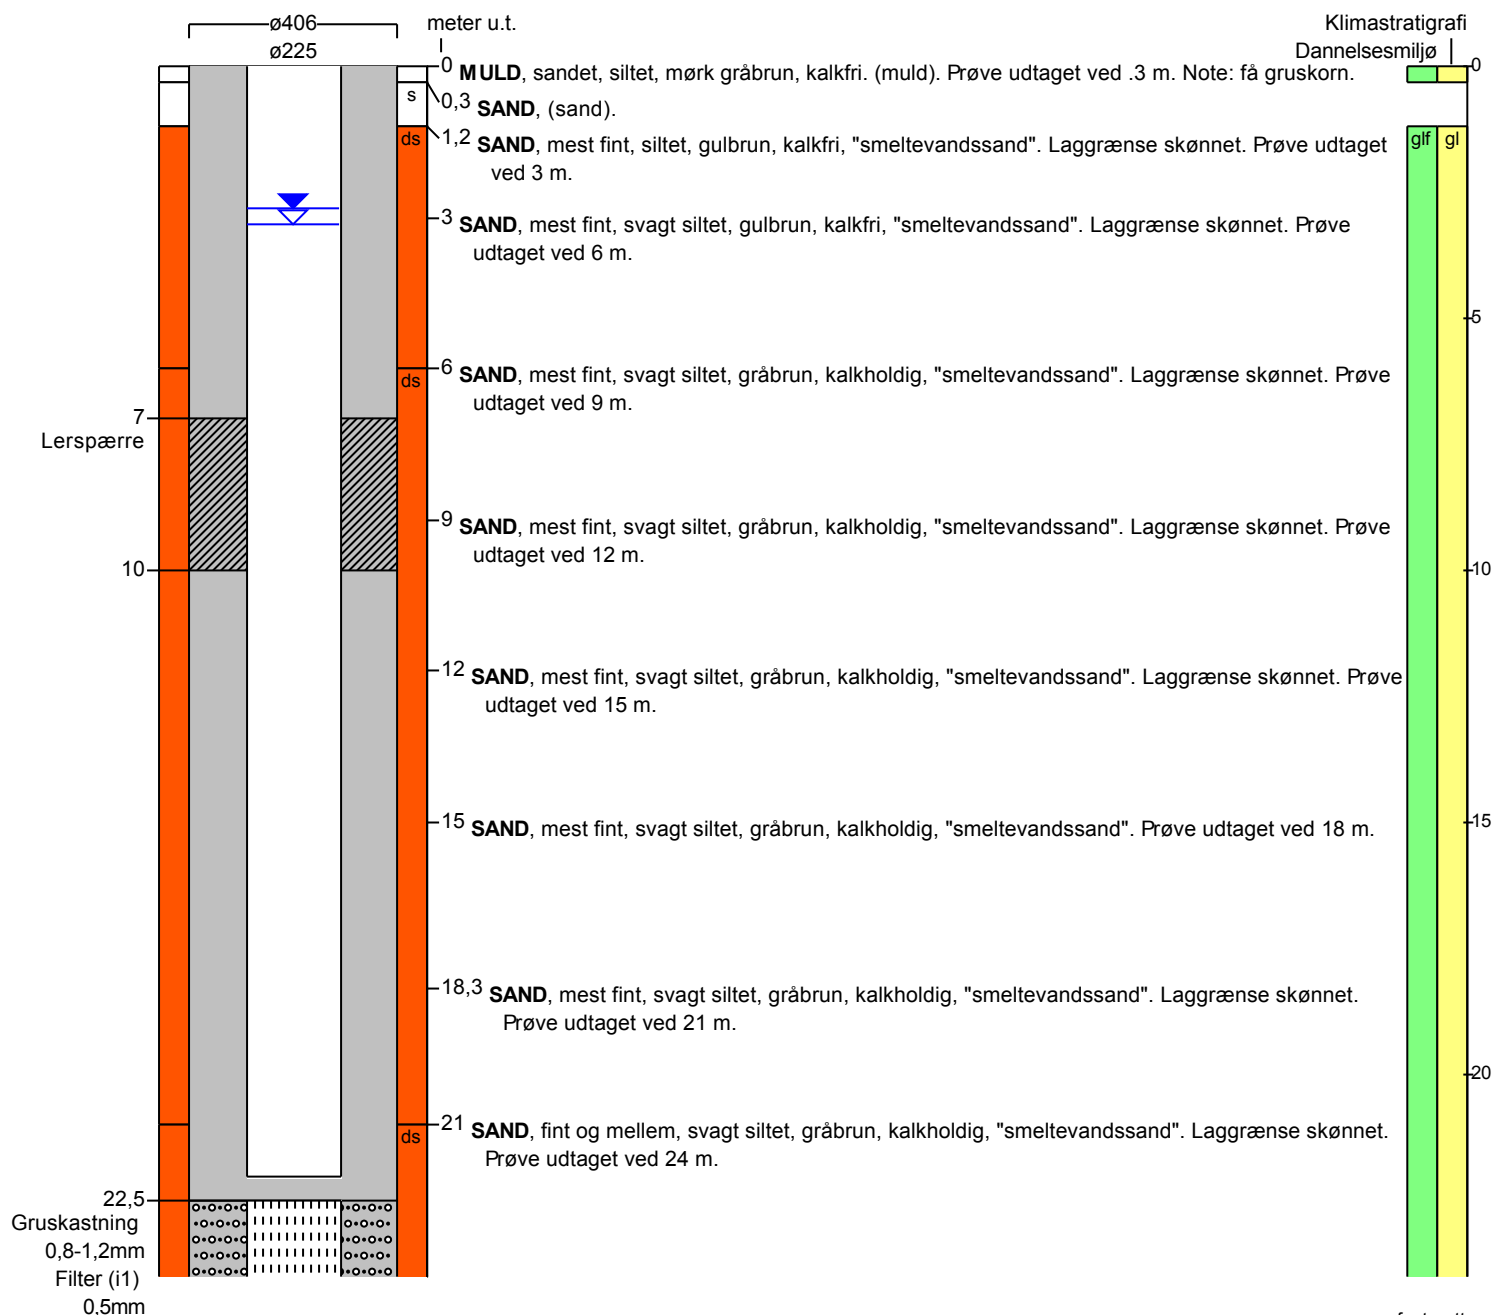 ø406
meter u.t.
Klimastratigrafi
ø225
Dannelsesmiljø
0 MULD, sandet, siltet, mørk gråbrun, kalkfri. (muld). Prøve udtaget ved .3 m. Note: få gruskorn.
0
s
0,3 SAND, (sand).
ds
1,2 SAND, mest fint, siltet, gulbrun, kalkfri, "smeltevandssand". Laggrænse skønnet. Prøve udtaget
ved 3 m.
glf gl
3 SAND, mest fint, svagt siltet, gulbrun, kalkfri, "smeltevandssand". Laggrænse skønnet. Prøve
udtaget ved 6 m.
5
ds
6 SAND, mest fint, svagt siltet, gråbrun, kalkholdig, "smeltevandssand". Laggrænse skønnet. Prøve
udtaget ved 9 m.
7
Lerspærre
9 SAND, mest fint, svagt siltet, gråbrun, kalkholdig, "smeltevandssand". Laggrænse skønnet. Prøve
udtaget ved 12 m.
10
10
12 SAND, mest fint, svagt siltet, gråbrun, kalkholdig, "smeltevandssand". Laggrænse skønnet. Prøve
udtaget ved 15 m.
15 SAND, mest fint, svagt siltet, gråbrun, kalkholdig, "smeltevandssand". Prøve udtaget ved 18 m.
15
18,3 SAND, mest fint, svagt siltet, gråbrun, kalkholdig, "smeltevandssand". Laggrænse skønnet.
Prøve udtaget ved 21 m.
20
ds
21 SAND, fint og mellem, svagt siltet, gråbrun, kalkholdig, "smeltevandssand". Laggrænse skønnet.
Prøve udtaget ved 24 m.
22,5
Gruskastning
0,8-1,2mm
Filter (i1)
0,5mm